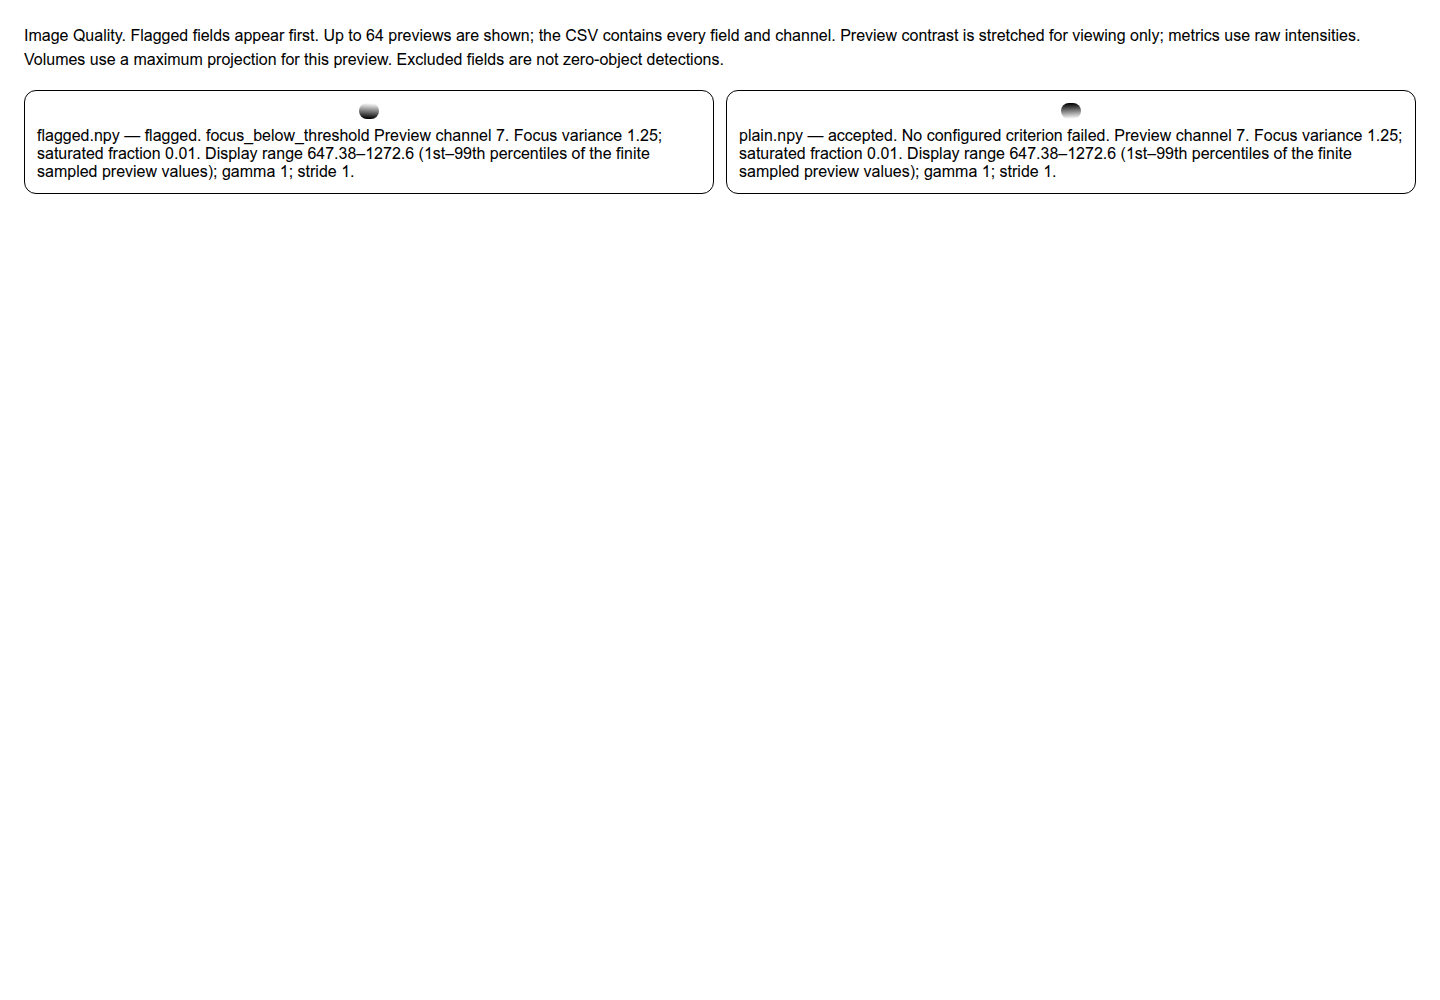 Image Quality. Flagged fields appear first. Up to 64 previews are shown; the CSV contains every field and channel. Preview contrast is stretched for viewing only; metrics use raw intensities.
Volumes use a maximum projection for this preview. Excluded fields are not zero-object detections.
flagged.npy — flagged. focus_below_threshold Preview channel 7. Focus variance 1.25;
saturated fraction 0.01. Display range 647.38–1272.6 (1st–99th percentiles of the finite
sampled preview values); gamma 1; stride 1.
plain.npy — accepted. No configured criterion failed. Preview channel 7. Focus variance 1.25;
saturated fraction 0.01. Display range 647.38–1272.6 (1st–99th percentiles of the finite
sampled preview values); gamma 1; stride 1.